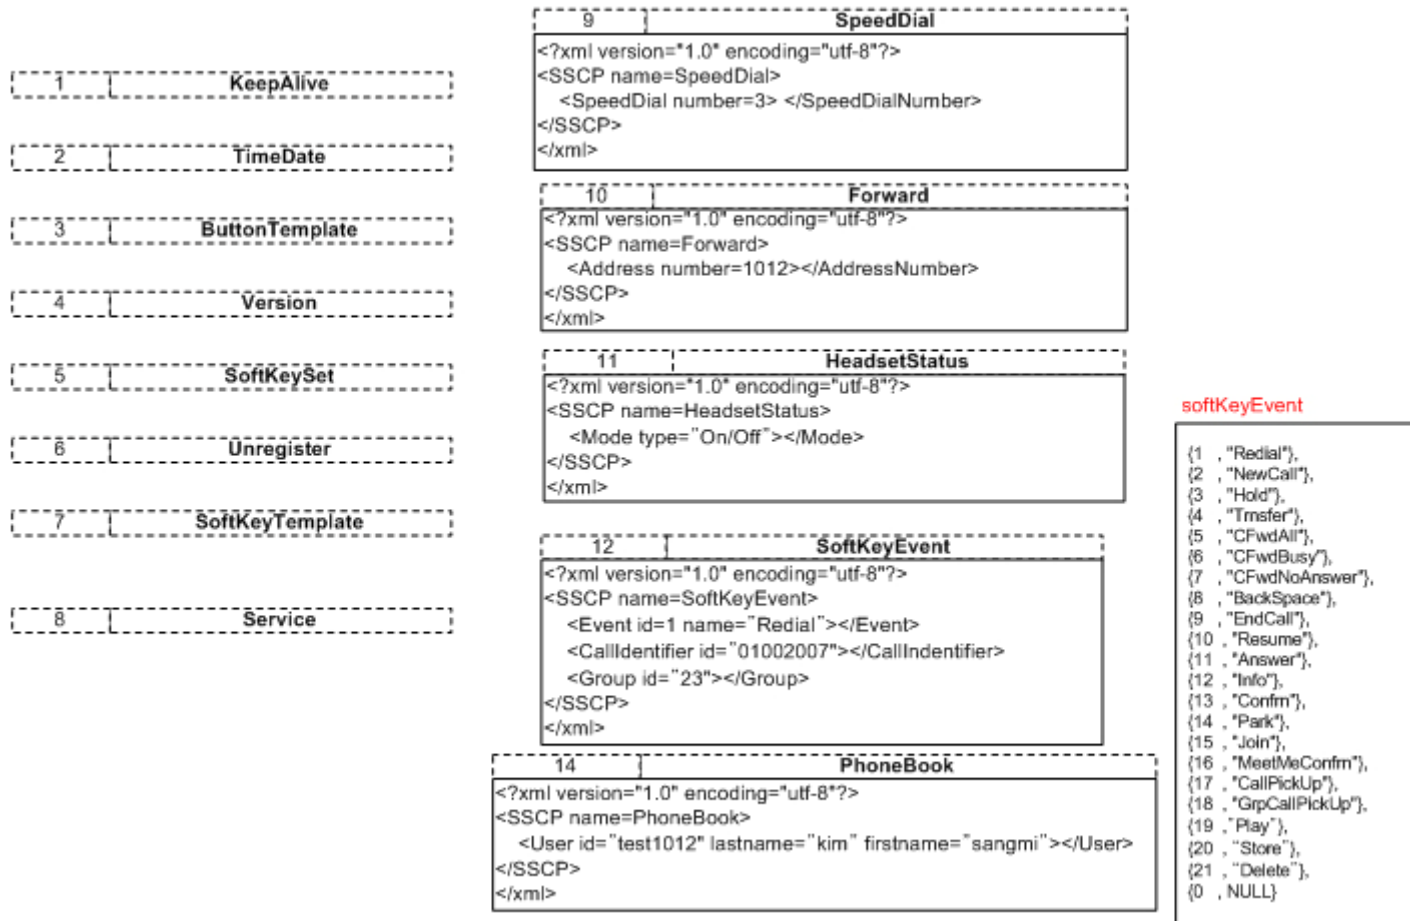 1 KeepAlive
2 TimeDate
3 ButtonTemplate
4 Version
5 SoftKeySet
6 Unregister
7 SoftKeyTemplate
8 Service
9 SpeedDial
<?xml version="1.0" encoding="utf-8"?>
<SSCP name=SpeedDial>
<SpeedDial number=3> </SpeedDialNumber>
</SSCP>
</xml>
10 Forward
<?xml version="1.0" encoding="utf-8"?>
<SSCP name=Forward>
<Address number=1012></AddressNumber>
</SSCP>
</xml>
11 HeadsetStatus
<?xml version="1.0" encoding="utf-8"?>
<SSCP name=HeadsetStatus>
<Mode type="On/Off"></Mode>
</SSCP>
</xml>
12 SoftKeyEvent
<?xml version="1.0" encoding="utf-8"?>
<SSCP name=SoftKeyEvent>
<Event id=1 name="Redial"></Event>
<CallIdentifier id="01002007"></CallIndentifier>
<Group id="23"></Group>
</SSCP>
</xml>
14 PhoneBook
<?xml version="1.0" encoding="utf-8"?>
<SSCP name=PhoneBook>
<User id="test1012" lastname="kim" firstname="sangmi"></User>
</SSCP>
</xml>
softKeyEvent
{1 , "Redial"},
{2 , "NewCall"},
{3 , "Hold"},
{4 , "Trnsfer"},
{5 , "CFwdAll"},
{6 , "CFwdBusy"},
{7 , "CFwdNoAnswer"},
{8 , "BackSpace"},
{9 , "EndCall"},
{10 , "Resume"},
{11 , "Answer"},
{12 , "Info"},
{13 , "Confrn"},
{14 , "Park"},
{15 , "Join"},
{16 , "MeetMeConfrn"},
{17 , "CallPickUp"},
{18 , "GrpCallPickUp"},
{19 , "Play"},
{20 , "Store"},
{21 , "Delete"},
{0 , NULL}